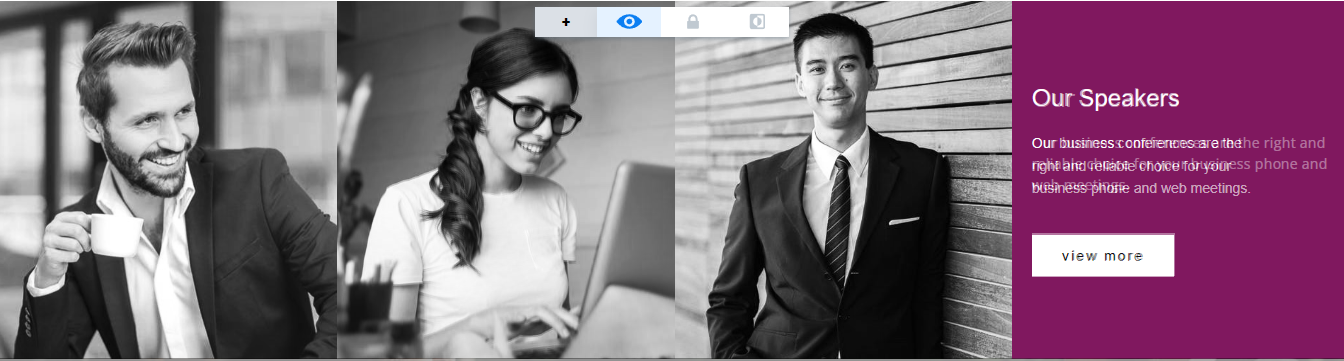 Our Speakers
Our business conferences are the
right and reliable choice for your
business phone and web meetings.
view more